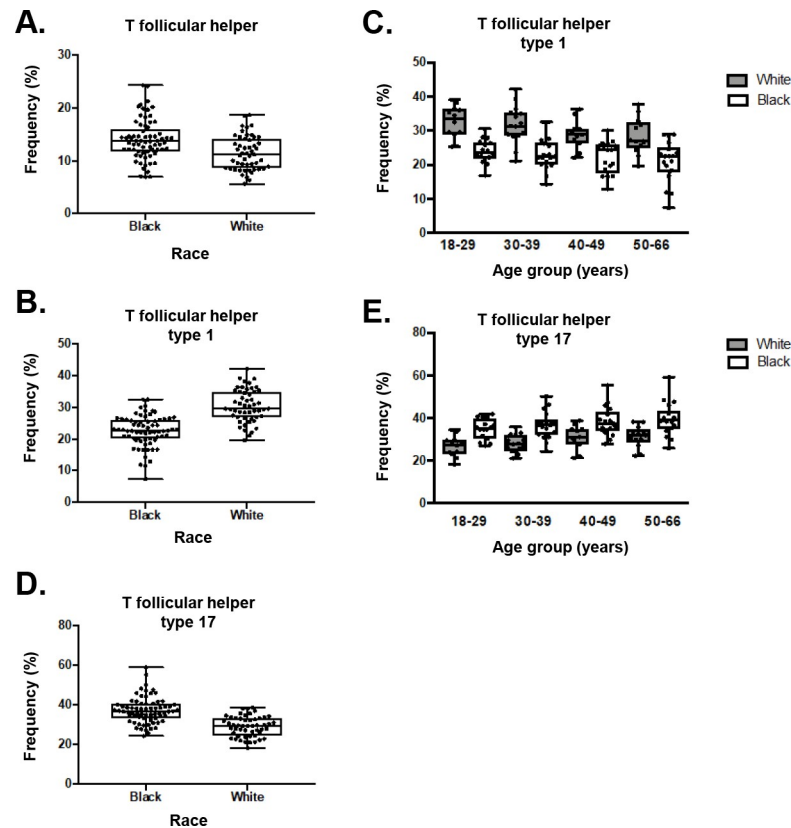 A.
T follicular helper
Frequency (%)
30
20
10
0
Black White
Race
B.
T follicular helper
type 1
Frequency (%)
50
40
30
20
10
0
Black White
Race
D.
T follicular helper
type 17
Frequency (%)
80
60
40
20
0
Black White
Race
C.
T follicular helper
type 1
White
Black
Frequency (%)
50
40
30
20
10
0
18-29 30-39 40-49 50-66
Age group (years)
E.
T follicular helper
type 17
White
Black
Frequency (%)
80
60
40
20
0
18-29 30-39 40-49 50-66
Age group (years)